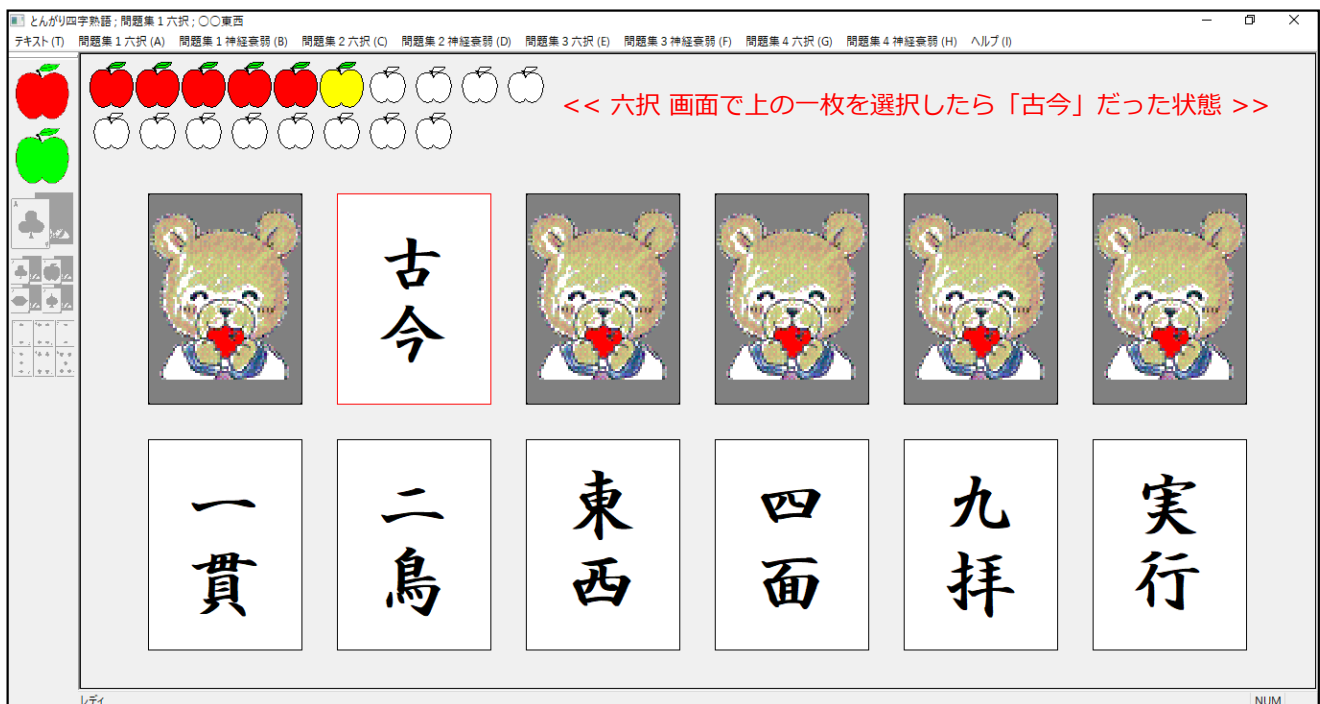 とんがり四字熟語 ; 問題集1六択 ; 〇〇東西
テキスト(T) 問題集1六択(A) 問題集1神経衰弱(B) 問題集2六択(C) 問題集2神経衰弱(D) 問題集3六択(E) 問題集3神経衰弱(F) 問題集4六択(G) 問題集4神経衰弱(H) ヘルプ(I)
<< 六択 画面で上の一枚を選択したら「古今」だった状態 >>
古今
一貫
二鳥
東西
四面
九拝
実行
レディ
NUM